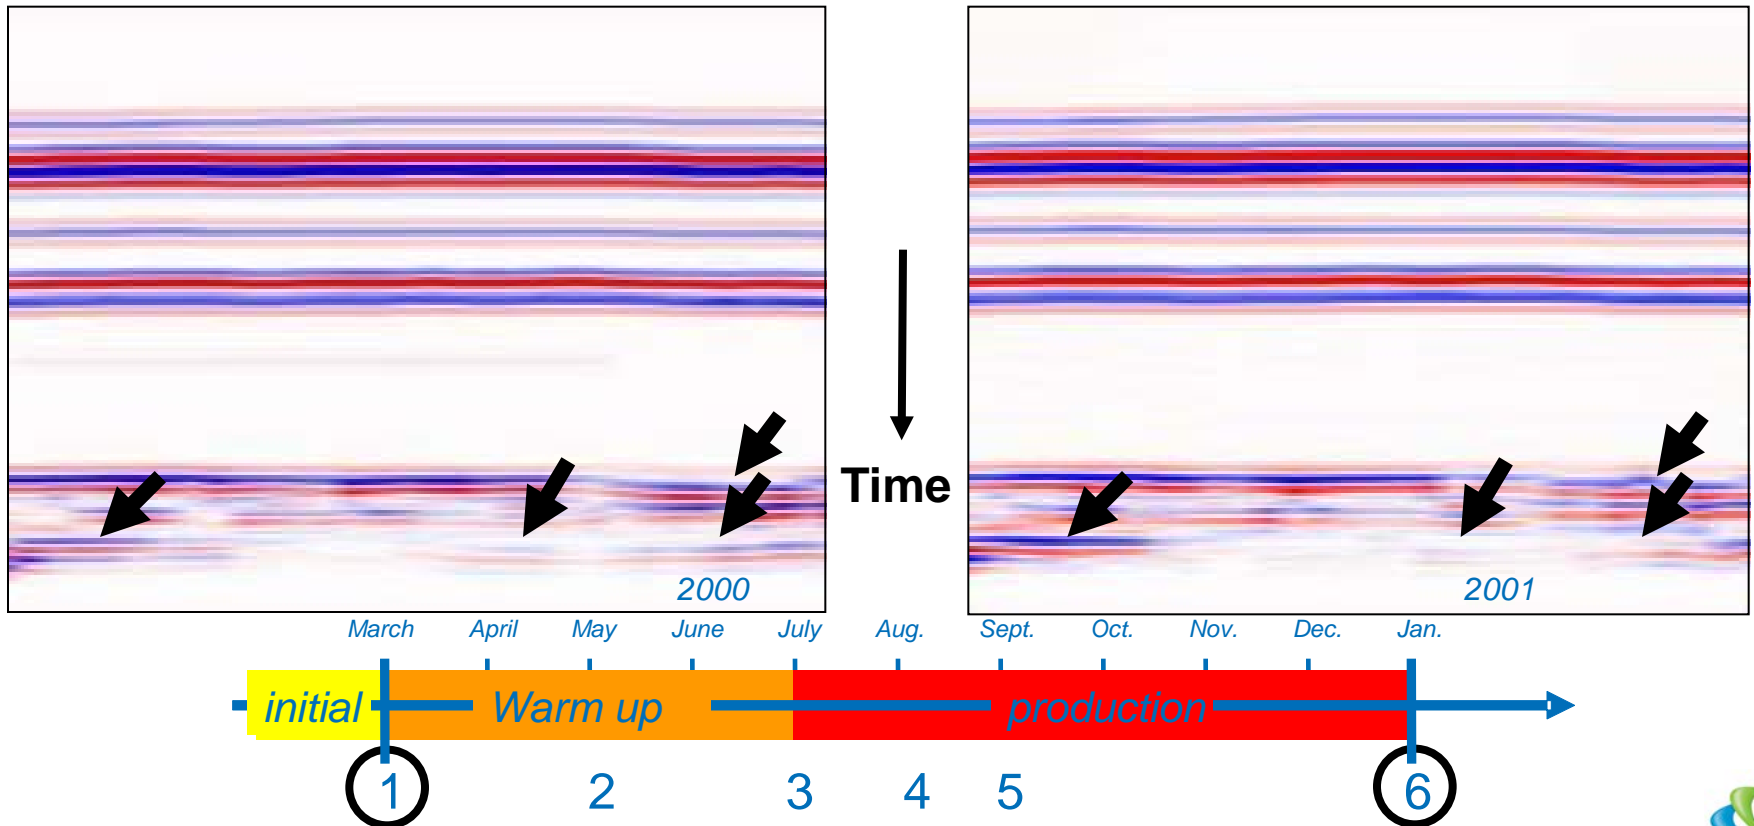 Time
2000
2001
March April May June July Aug. Sept. Oct. Nov. Dec. Jan.
initial Warm up production
1 2 3 4 5 6